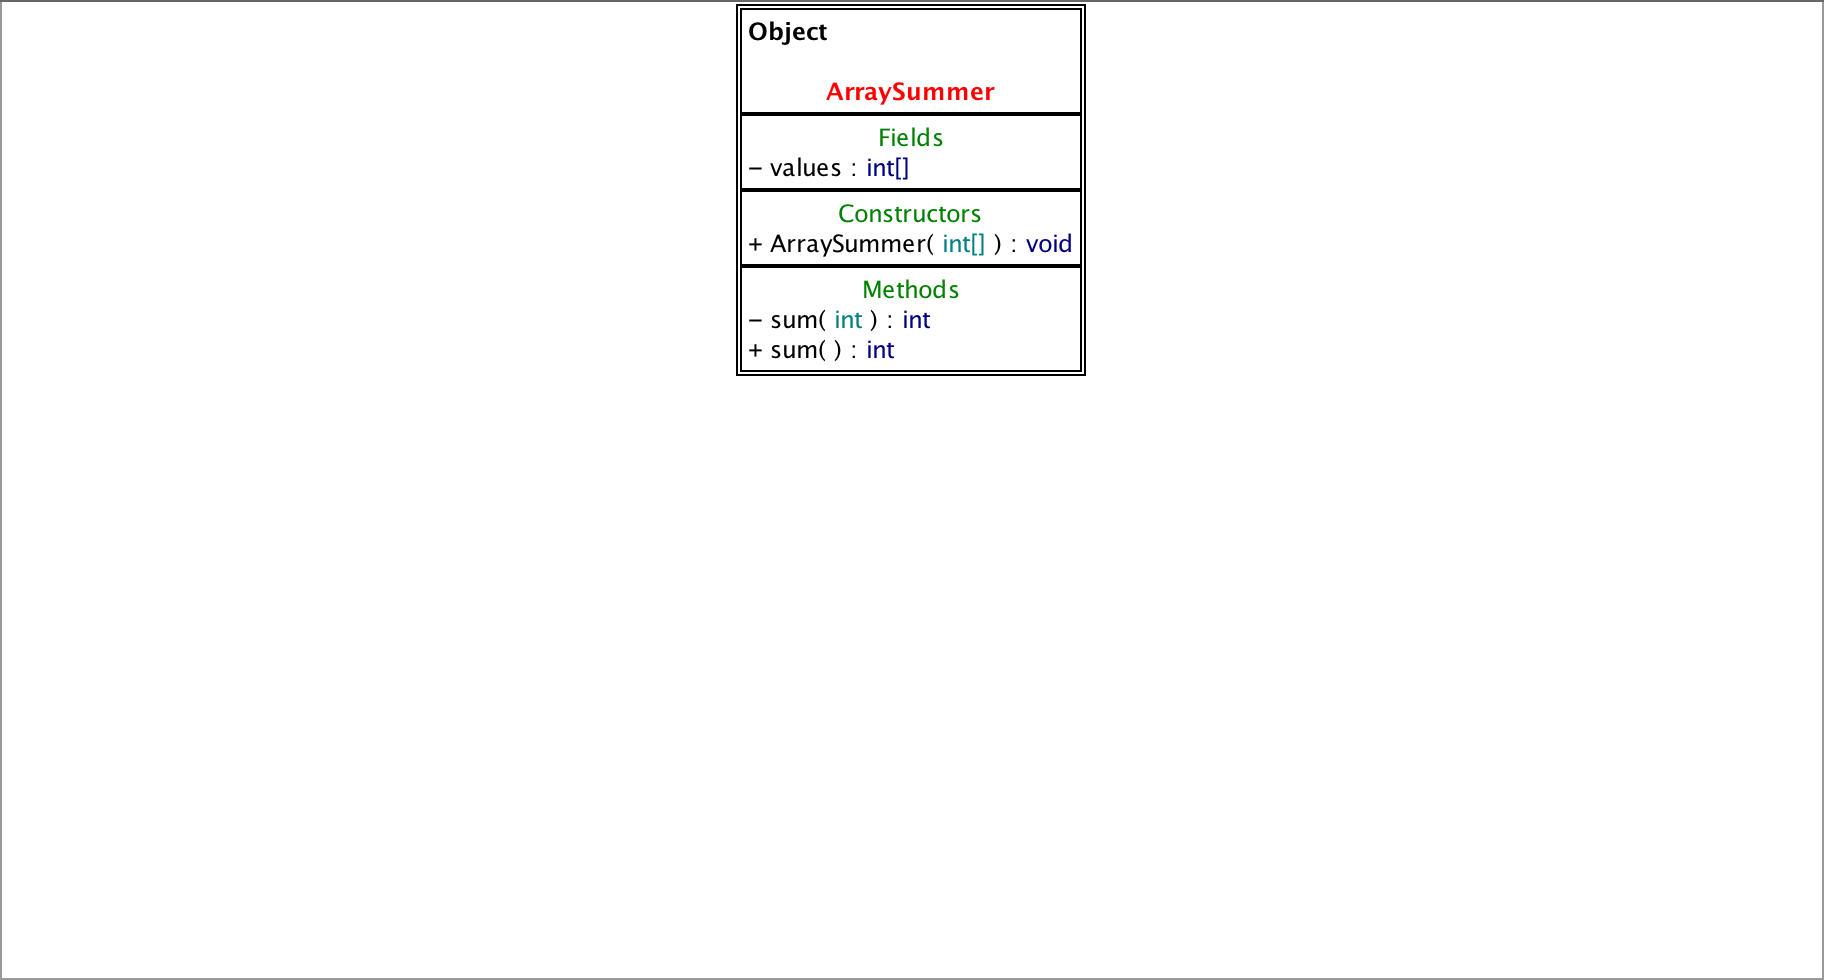 Object
ArraySummer
Fields
− values : int[]
Constructors
+ ArraySummer( int[] ) : void
Methods
− sum( int ) : int
+ sum( ) : int